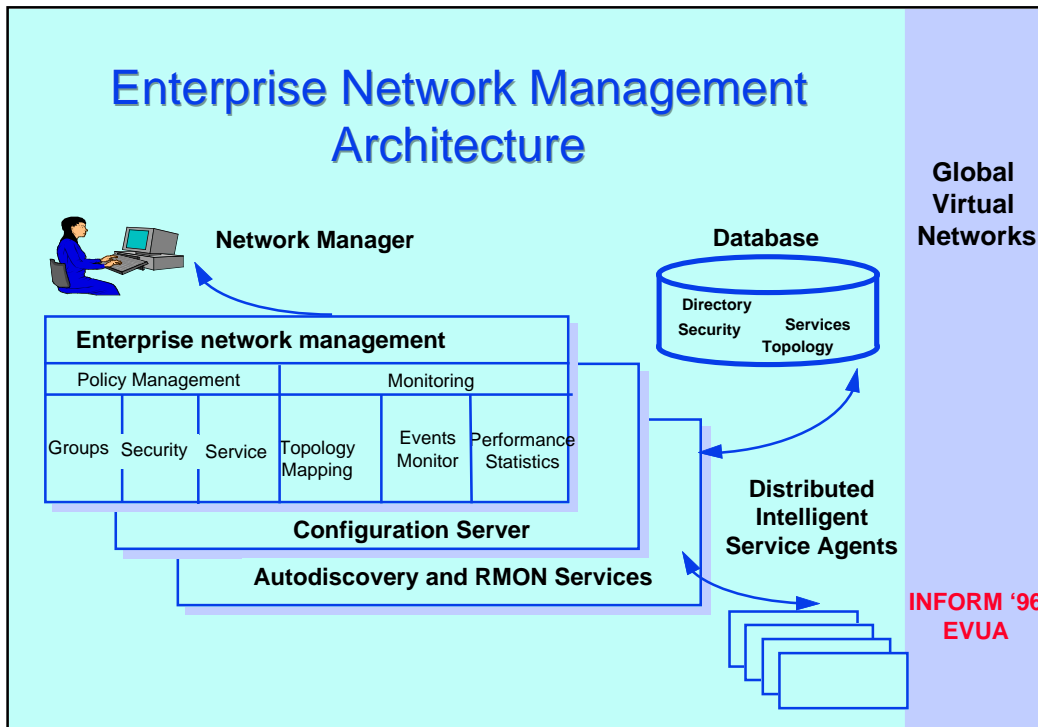 Enterprise Network Management
Architecture
Global
Virtual
Networks
Network Manager
Database
Directory
Security
Services
Topology
Enterprise network management
Policy Management
Monitoring
Groups
Security
Service
Topology
Mapping
Events
Monitor
Performance
Statistics
Configuration Server
Autodiscovery and RMON Services
Distributed
Intelligent
Service Agents
INFORM ‘96
EVUA